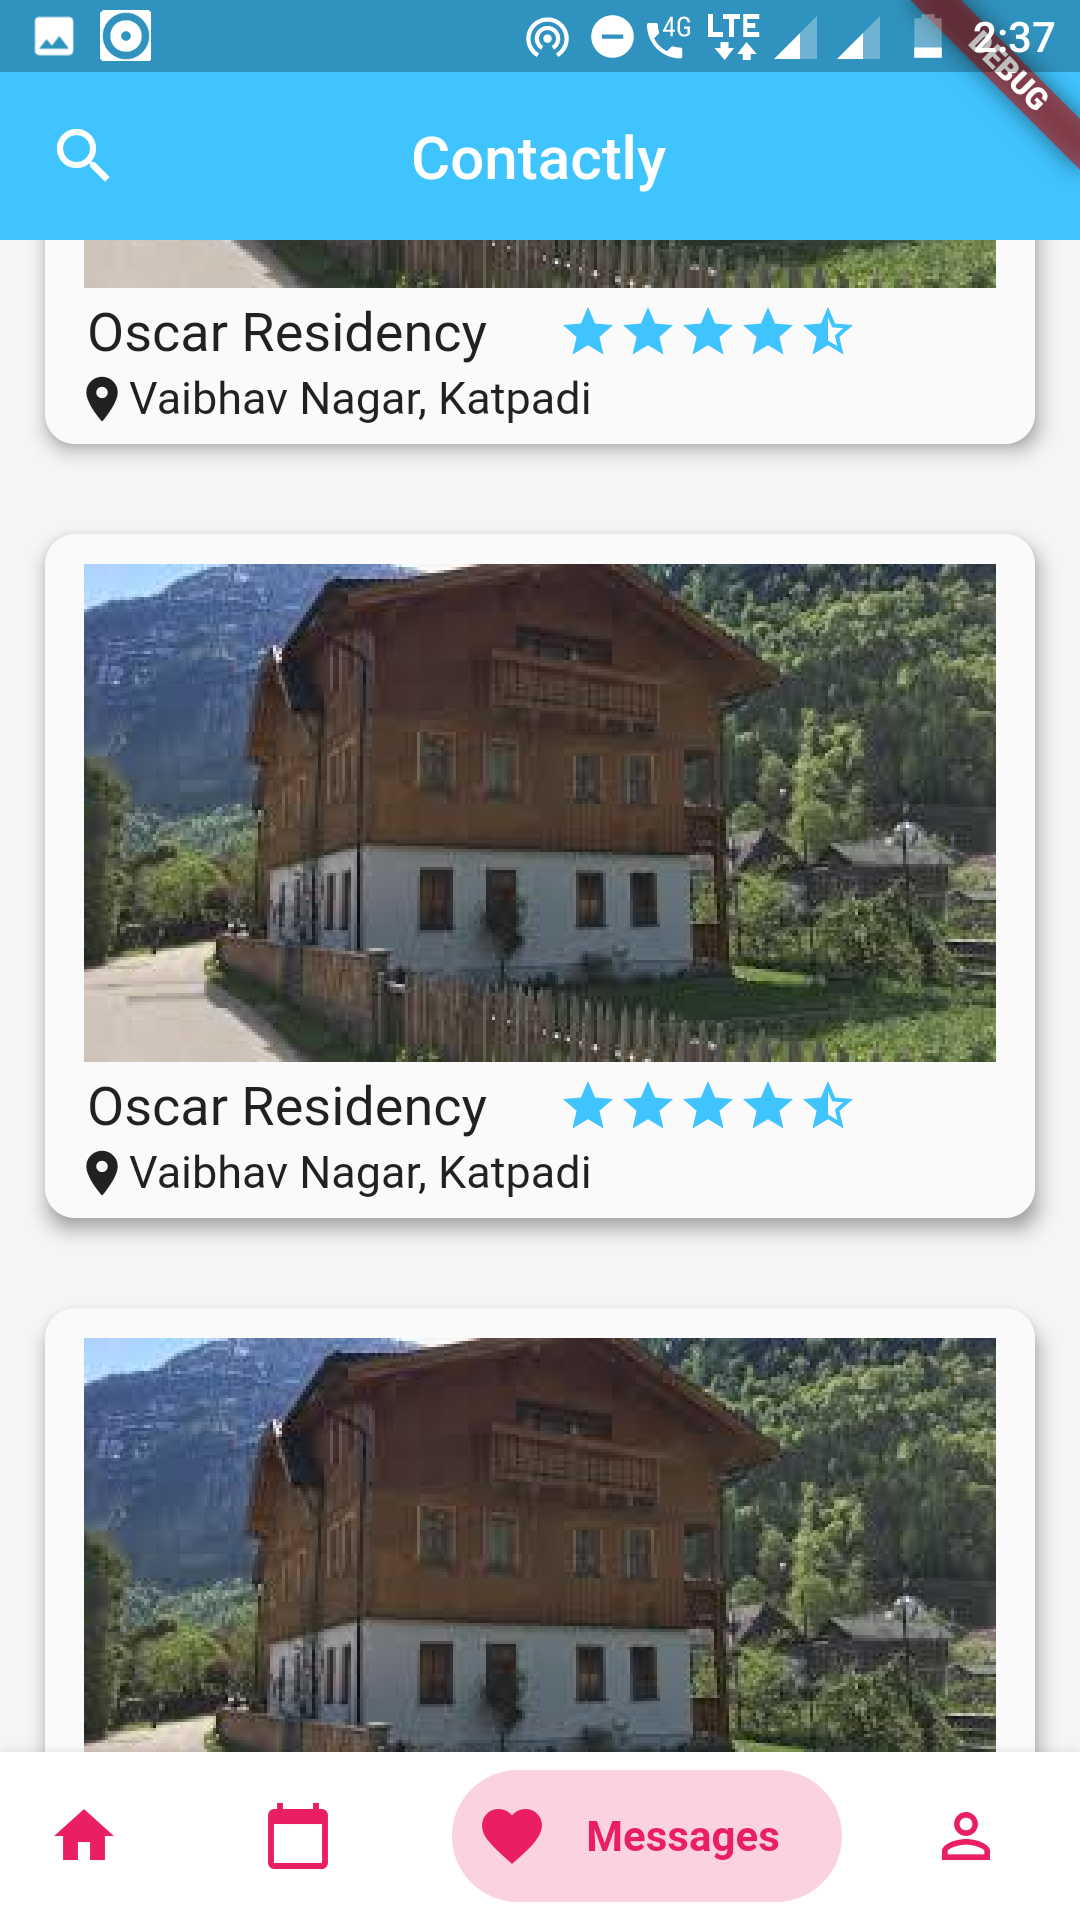 4G LTE 2:37
DEBUG
Contactly
Oscar Residency
Vaibhav Nagar, Katpadi
Oscar Residency
Vaibhav Nagar, Katpadi
Messages